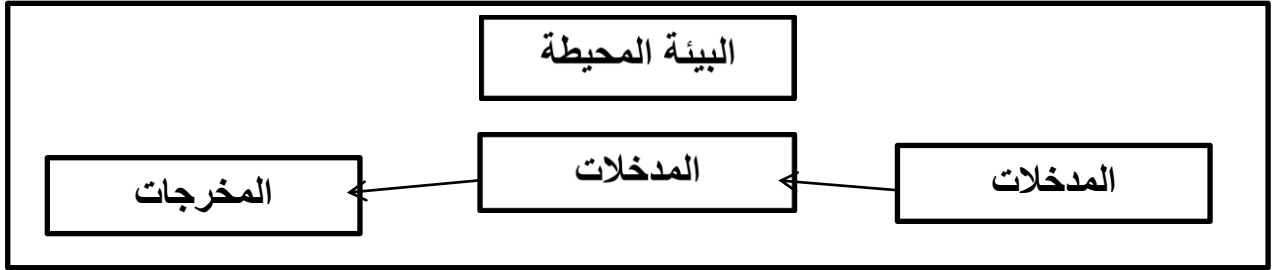 البيئة المحيطة
المدخلات
المدخلات
المخرجات